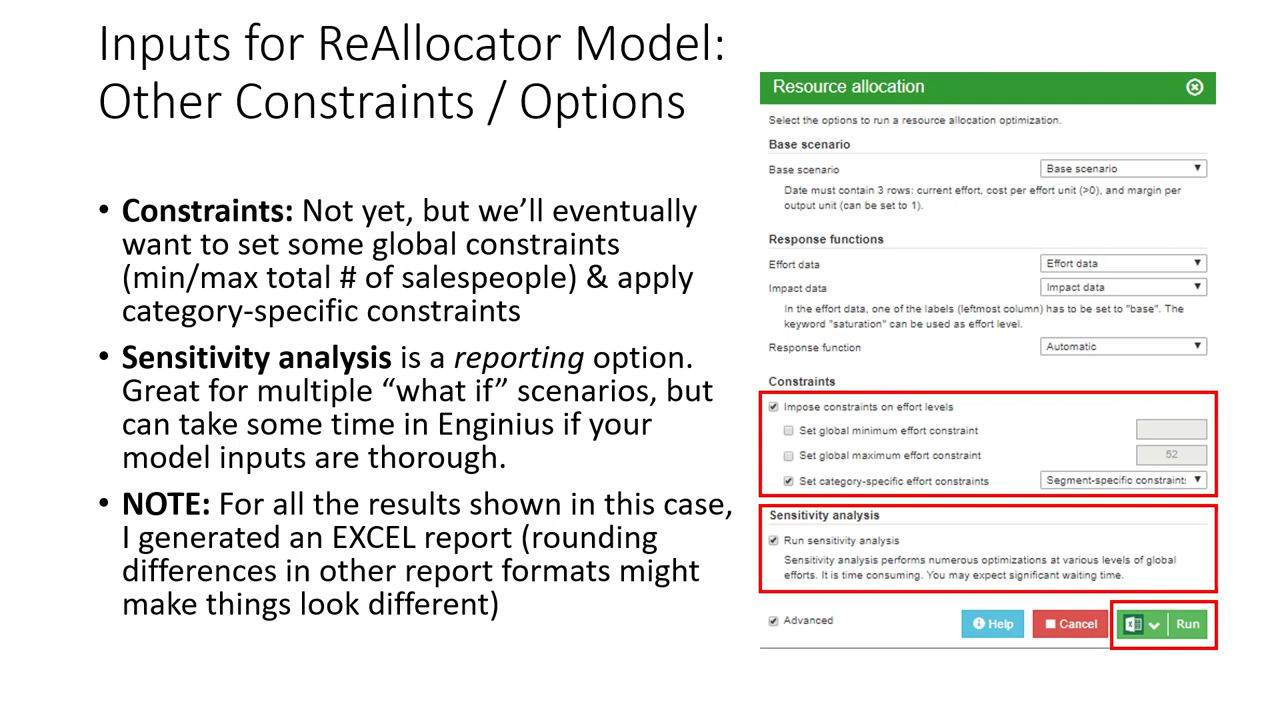 Inputs for ReAllocator Model:
Other Constraints / Options
• Constraints: Not yet, but we’ll eventually
want to set some global constraints
(min/max total # of salespeople) & apply
category-specific constraints
• Sensitivity analysis is a reporting option.
Great for multiple “what if” scenarios, but
can take some time in Enginius if your
model inputs are thorough.
• NOTE: For all the results shown in this case,
I generated an EXCEL report (rounding
differences in other report formats might
make things look different)
Resource allocation
Select the options to run a resource allocation optimization.
Base scenario
Base scenario Base scenario
Date must contain 3 rows: current effort, cost per effort unit (>0), and margin per
output unit (can be set to 1).
Response functions
Effort data Effort data
Impact data Impact data
In the effort data, one of the labels (leftmost column) has to be set to "base". The
keyword "saturation" can be used as effort level.
Response function Automatic
Constraints
Impose constraints on effort levels
Set global minimum effort constraint
Set global maximum effort constraint 52
Set category-specific effort constraints Segment-specific constraints
Sensitivity analysis
Run sensitivity analysis
Sensitivity analysis performs numerous optimizations at various levels of global
efforts. It is time consuming. You may expect significant waiting time.
Advanced Help Cancel Run